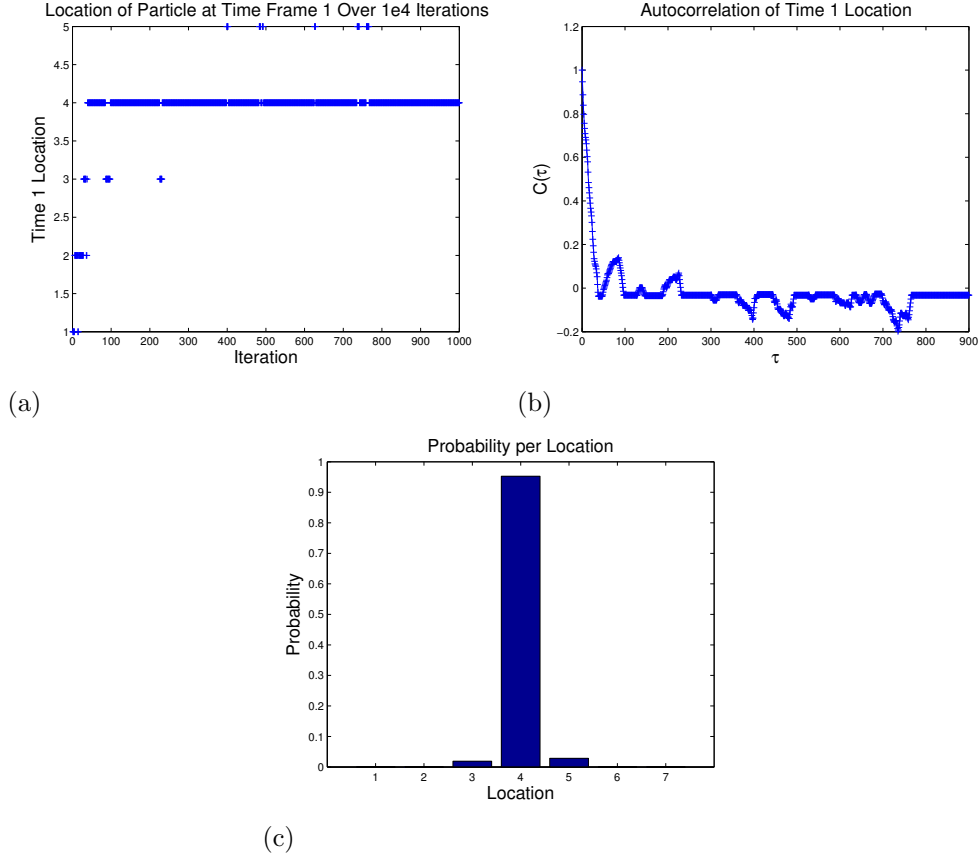 Location of Particle at Time Frame 1 Over 1e4 Iterations
5
4.5
4
3.5
3
2.5
2
1.5
1
Time 1 Location
0 100 200 300 400 500 600 700 800 900 1000
Iteration
(a)
Autocorrelation of Time 1 Location
1.2
1
0.8
0.6
0.4
0.2
0
−0.2
C(τ)
0 100 200 300 400 500 600 700 800 900
τ
(b)
Probability per Location
1
0.9
0.8
0.7
0.6
0.5
0.4
0.3
0.2
0.1
0
Probability
1 2 3 4 5 6 7
Location
(c)